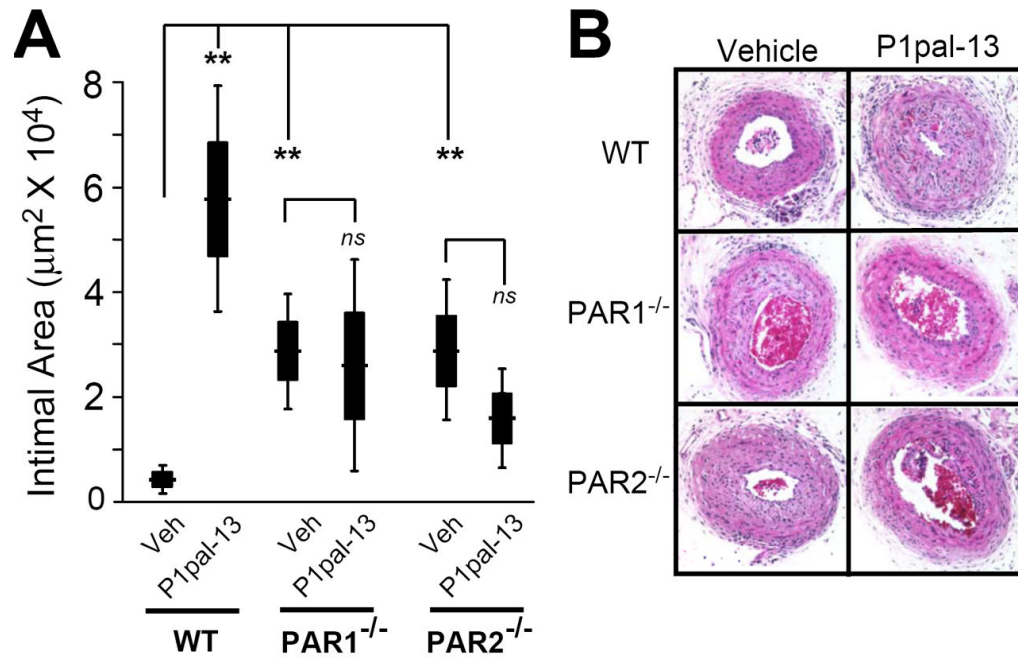 A
**
8
6
4
2
0
Intimal Area (μm² X 10⁴)
**
**
ns
ns
Veh
P1pal-13
Veh
P1pal-13
Veh
P1pal-13
WT
PAR1⁻/⁻
PAR2⁻/⁻
B
Vehicle
P1pal-13
WT
PAR1⁻/⁻
PAR2⁻/⁻